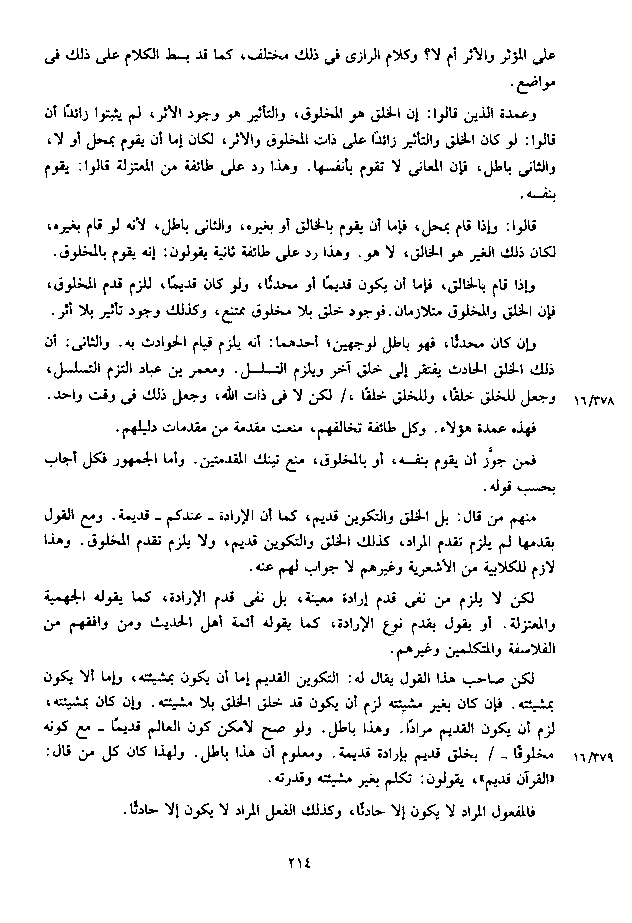 على المؤثر والأثر أم لا؟ وكلام الرازى فى ذلك مختلف، كما قد بسط الكلام على ذلك فى
مواضع.
وعمدة الذين قالوا: إن الخلق هو المخلوق، والتأثير هو وجود الأثر، لم يثبتوا زائدًا أن
قالوا: لو كان الخلق والتأثير زائدًا على ذات المخلوق والأثر، لكان إما أن يقوم بمحل أو لا،
والثانى باطل، فإن المعانى لا تقوم بأنفسها. وهذا رد على طائفة من المعتزلة قالوا: يقوم
بنفسه.
قالوا: وإذا قام بمحل، فإما أن يقوم بالخالق أو بغيره، والثانى باطل، لأنه لو قام بغيره،
لكان ذلك الغير هو الخالق، لا هو. وهذا رد على طائفة ثانية يقولون: إنه يقوم بالمخلوق.
وإذا قام بالخالق، فإما أن يكون قديمًا أو محدثًا، ولو كان قديمًا، للزم قدم المخلوق،
فإن الخلق والمخلوق متلازمان. فوجود خلق بلا مخلوق ممتنع، وكذلك وجود تأثير بلا أثر.
وإن كان محدثًا، فهو باطل لوجهين؛ أحدهما: أنه يلزم قيام الحوادث به. والثانى: أن
ذلك الخلق الحادث يفتقر إلى خلق آخر ويلزم التسلسل. ومعمر بن عباد التزم التسلسل،
وجعل للخلق خلقًا، وللخلق خلقًا ،/ لكن لا فى ذات الله، وجعل ذلك فى وقت واحد. ١٦/٣٧٨
فهذه عمدة هؤلاء. وكل طائفة تخالفهم، منعت مقدمة من مقدمات دليلهم.
فمن جوَّز أن يقوم بنفسه، أو بالمخلوق، منع تينك المقدمتين. وأما الجمهور فكل أجاب
بحسب قوله.
منهم من قال: بل الخلق والتكوين قديم، كما أن الإرادة ـ عندكم ـ قديمة. ومع القول
بقدمها لم يلزم تقدم المراد، كذلك الخلق والتكوين قديم، ولا يلزم تقدم المخلوق. وهذا
لازم للكلابية من الأشعرية وغيرهم لا جواب لهم عنه.
لكن لا يلزم من نفى قدم إرادة معينة، بل نفى قدم الإرادة، كما يقوله الجهمية
والمعتزلة. أو يقول بقدم نوع الإرادة، كما يقوله أئمة أهل الحديث ومن وافقهم من
الفلاسفة والمتكلمين وغيرهم.
لكن صاحب هذا القول يقال له: التكوين القديم إما أن يكون بمشيئته، وإما ألا يكون
بمشيئته. فإن كان بغير مشيئته لزم أن يكون قد خلق الخلق بلا مشيئته. وإن كان بمشيئته،
لزم أن يكون القديم مرادًا. وهذا باطل. ولو صح لأمكن كون العالم قديمًا ـ مع كونه
مخلوقًا ـ / بخلق قديم بإرادة قديمة. ومعلوم أن هذا باطل. ولهذا كان كل من قال: ١٦/٣٧٩
«القرآن قديم»، يقولون: تكلم بغير مشيئته وقدرته.
فالمفعول المراد لا يكون إلا حادثًا، وكذلك الفعل المراد لا يكون إلا حادثًا.
٢١٤